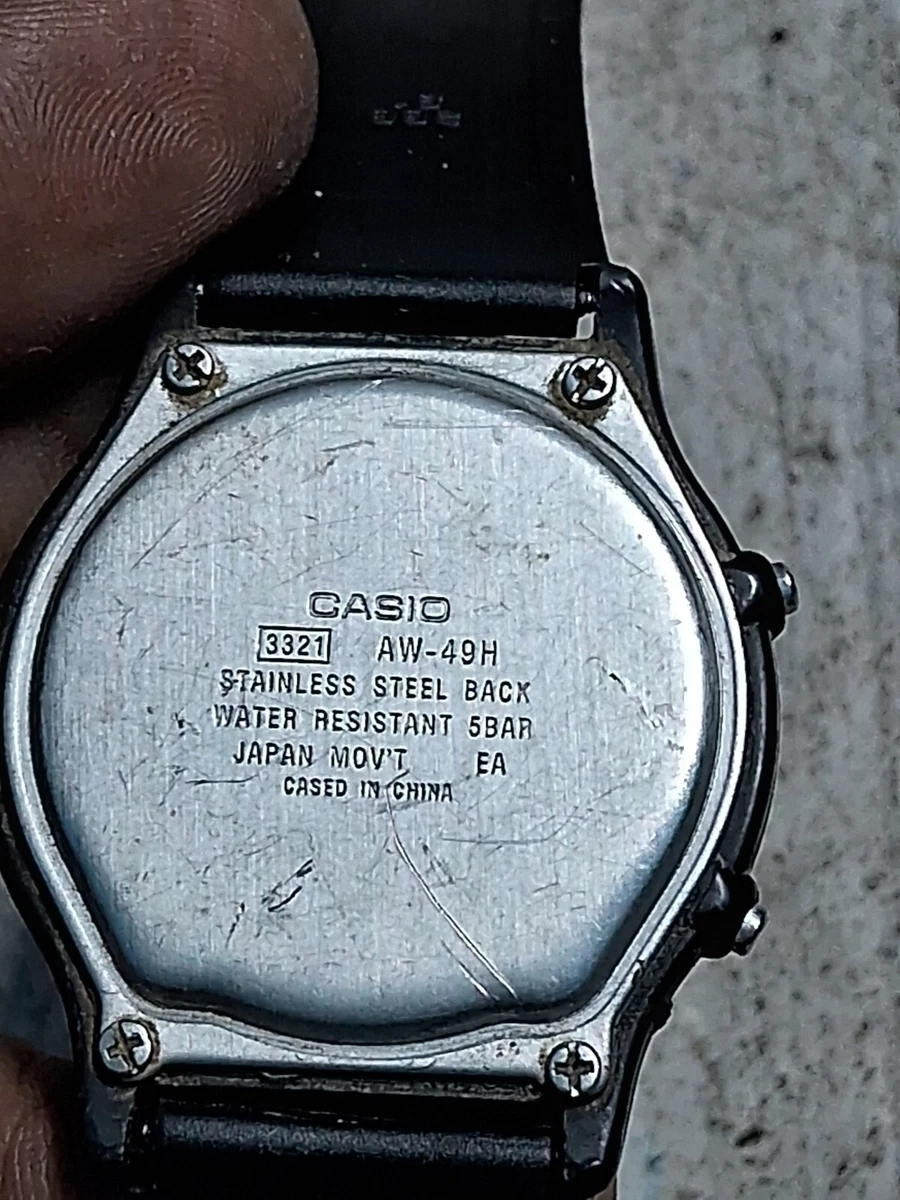 CASIO
3321 AW-49H
STAINLESS STEEL BACK
WATER RESISTANT 5BAR
JAPAN MOV'T EA
CASED IN CHINA